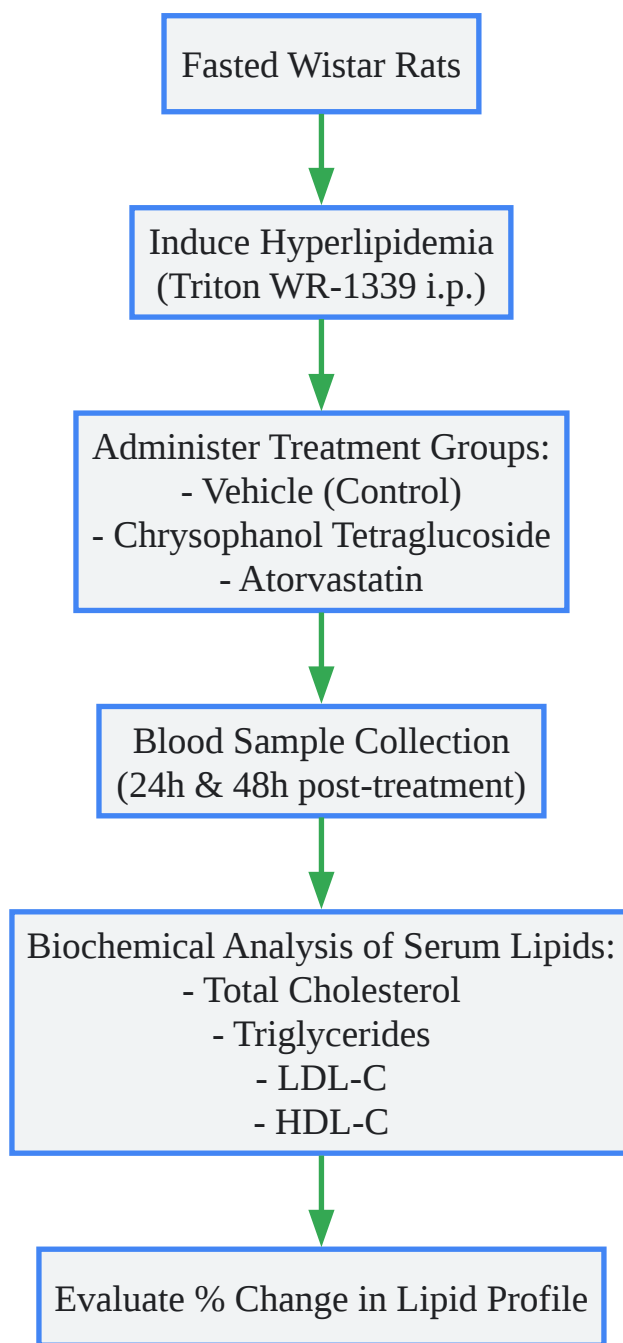 Fasted Wistar Rats
Induce Hyperlipidemia
(Triton WR-1339 i.p.)
Administer Treatment Groups:
- Vehicle (Control)
- Chrysophanol Tetraglucoside
- Atorvastatin
Blood Sample Collection
(24h & 48h post-treatment)
Biochemical Analysis of Serum Lipids:
- Total Cholesterol
- Triglycerides
- LDL-C
- HDL-C
Evaluate % Change in Lipid Profile